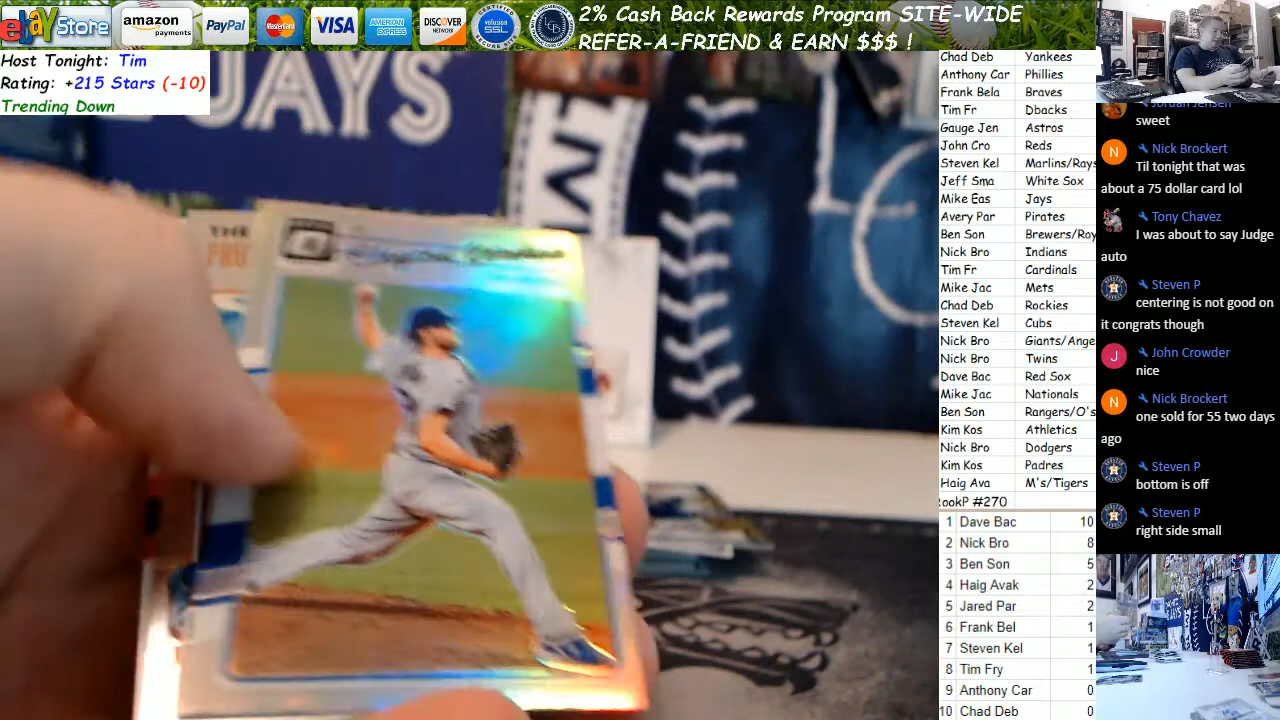 ebay Store
amazon
payments
PayPal
MasterCard
VISA
AMERICAN
EXPRESS
DISCOVER
NETWORK
volusion
SSL
2% Cash Back Rewards Program SITE-WIDE
REFER-A-FRIEND & EARN $$$ !
Host Tonight: Tim
Rating: +215 Stars (-10)
Trending Down
JAYS
THE
Chad Deb Yankees
Anthony Car Phillies
Frank Bela Braves
Tim Fr Dbacks
Gauge Jen Astros
John Cro Reds
Steven Kel Marlins/Rays
Jeff Sma White Sox
Mike Eas Jays
Avery Par Pirates
Ben Son Brewers/Roy
Nick Bro Indians
Tim Fr Cardinals
Mike Jac Mets
Chad Deb Rockies
Steven Kel Cubs
Nick Bro Giants/Ange
Nick Bro Twins
Dave Bac Red Sox
Mike Jac Nationals
Ben Son Rangers/O's
Kim Kos Athletics
Nick Bro Dodgers
Kim Kos Padres
Haig Ava M's/Tigers
RookP #270
1 Dave Bac 10
2 Nick Bro 8
3 Ben Son 5
4 Haig Avak 2
5 Jared Par 2
6 Frank Bel 1
7 Steven Kel 1
8 Tim Fry 1
9 Anthony Car 0
10 Chad Deb 0
Jordan Jensen
sweet
N Nick Brockert
Til tonight that was
about a 75 dollar card lol
Tony Chavez
I was about to say Judge
auto
Steven P
centering is not good on
it congrats though
J John Crowder
nice
N Nick Brockert
one sold for 55 two days
ago
Steven P
bottom is off
Steven P
right side small